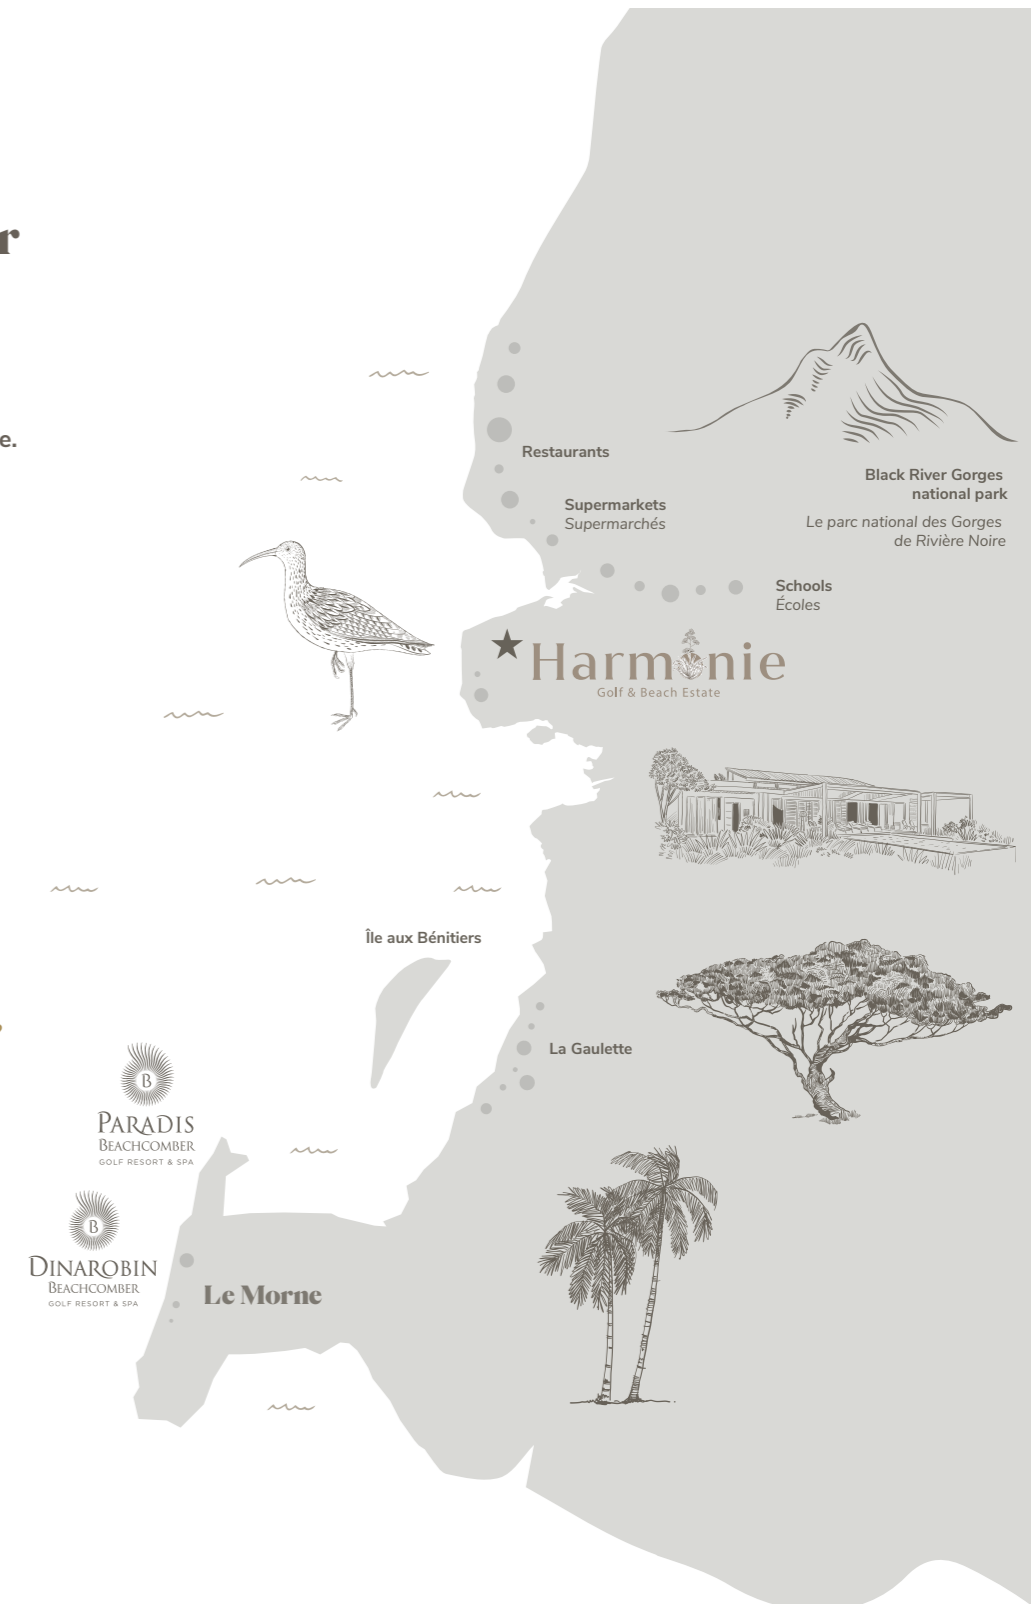 r
e.
Restaurants
Supermarkets
Supermarchés
Black River Gorges
national park
Le parc national des Gorges
de Rivière Noire
Schools
Écoles
Harmonie
Golf & Beach Estate
Île aux Bénitiers
La Gaulette
B
PARADIS
BEACHCOMBER
GOLF RESORT & SPA
B
DINAROBIN
BEACHCOMBER
GOLF RESORT & SPA
Le Morne